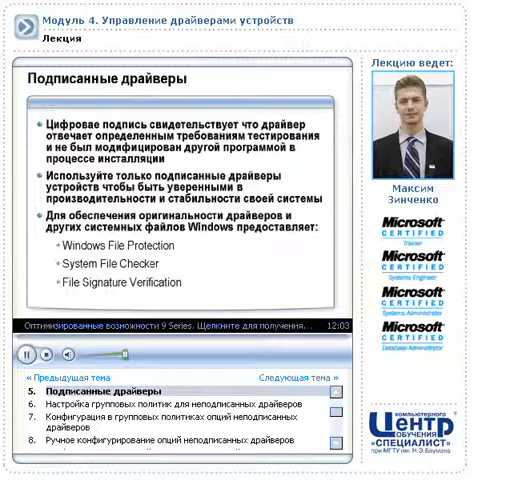 Модуль 4. Управление драйверами устройств
Лекция
Подписанные драйверы
Цифровае подпись свидетельствует что драйвер
отвечает определенным требованиям тестирования
и не был модифицирован другой программой в
процессе инсталляции
Используйте только подписанные драйверы
устройств чтобы быть уверенными в
производительности и стабильности своей системы
Для обеспечения оригинальности драйверов и
других системных файлов Windows предоставляет:
Windows File Protection
System File Checker
File Signature Verification
Оптимизированные возможности 9 Series. Щелкните для получения... 12:03
« Предыдущая тема Следующая тема »
5. Подписанные драйверы
6. Настройка групповых политик для неподписанных драйверов
7. Конфигурация в групповых политиках опций неподписанных
драйверов
8. Ручное конфигурирование опций неподписанных драйверов
Лекцию ведет:
Максим
Зинченко
Microsoft
CERTIFIED
Trainer
Microsoft
CERTIFIED
Systems Engineer
Microsoft
CERTIFIED
Systems Administrator
Microsoft
CERTIFIED
Database Administrator
компьютерного
Центр
ОБУЧЕНИЯ
«СПЕЦИАЛИСТ»
при МГТУ им. Н.Э.Баумана